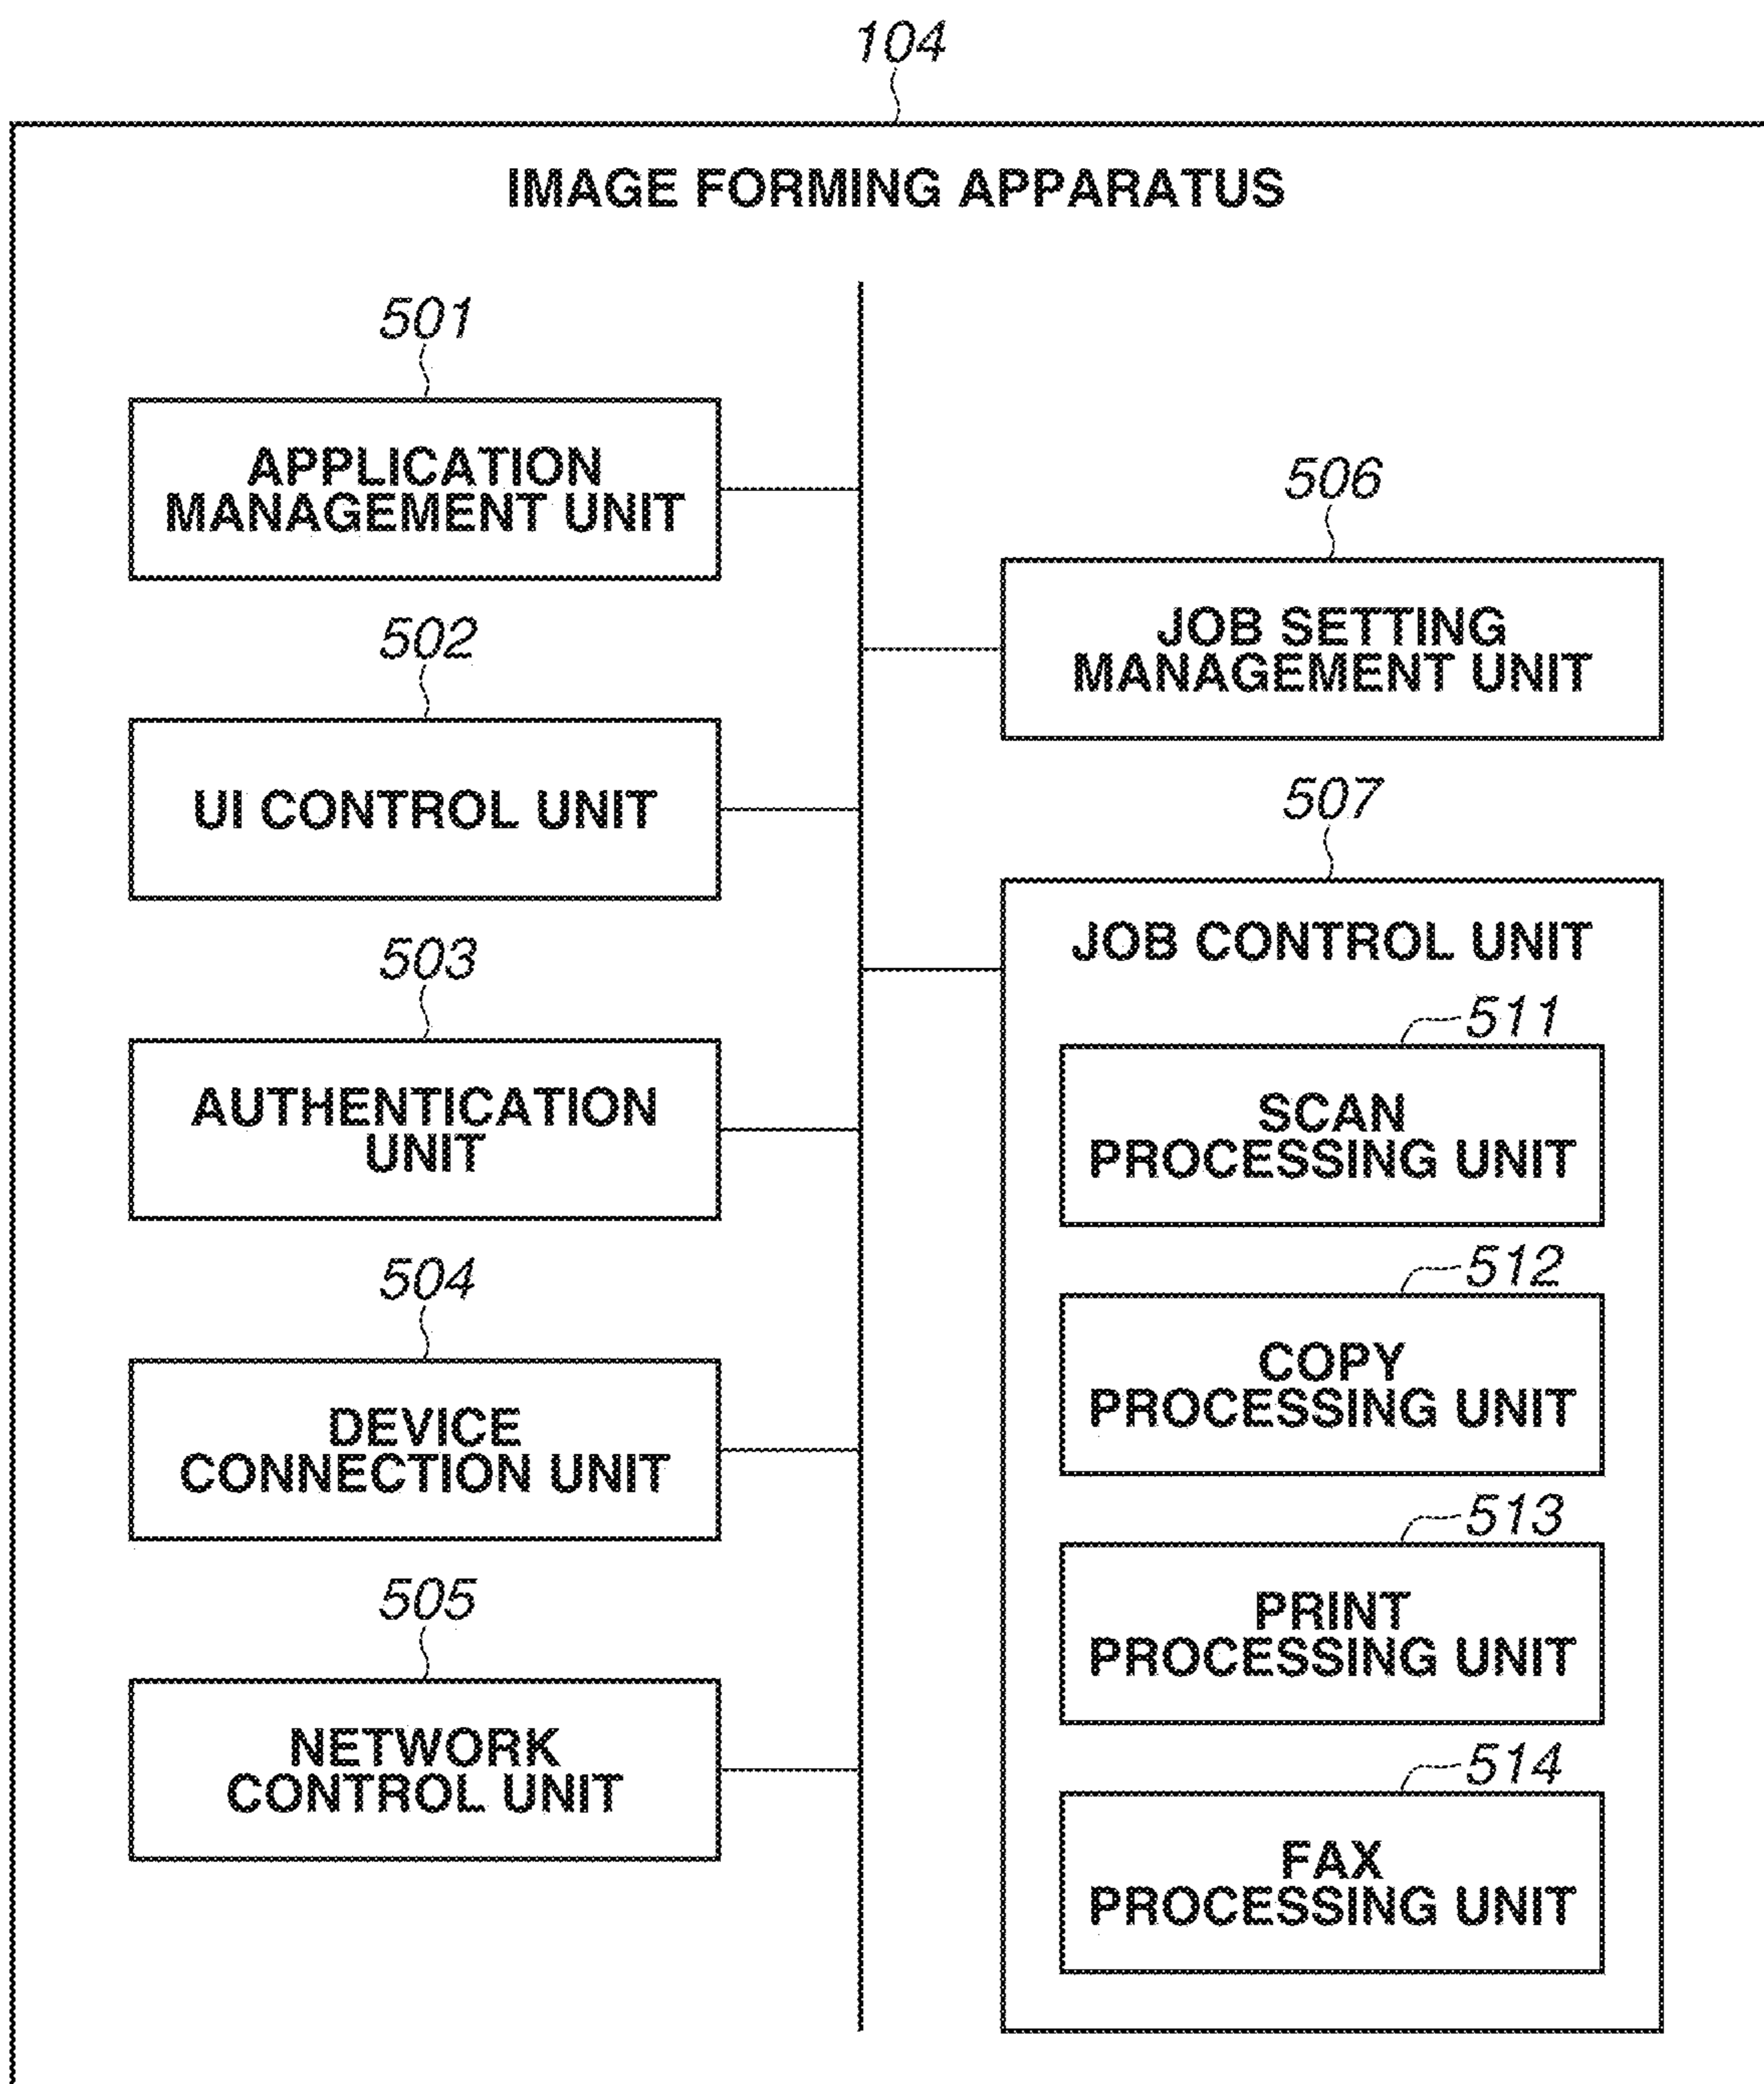 104
IMAGE FORMING APPARATUS
501
APPLICATION
MANAGEMENT UNIT
502
UI CONTROL UNIT
503
AUTHENTICATION
UNIT
504
DEVICE
CONNECTION UNIT
505
NETWORK
CONTROL UNIT
506
JOB SETTING
MANAGEMENT UNIT
507
JOB CONTROL UNIT
511
SCAN
PROCESSING UNIT
512
COPY
PROCESSING UNIT
513
PRINT
PROCESSING UNIT
514
FAX
PROCESSING UNIT